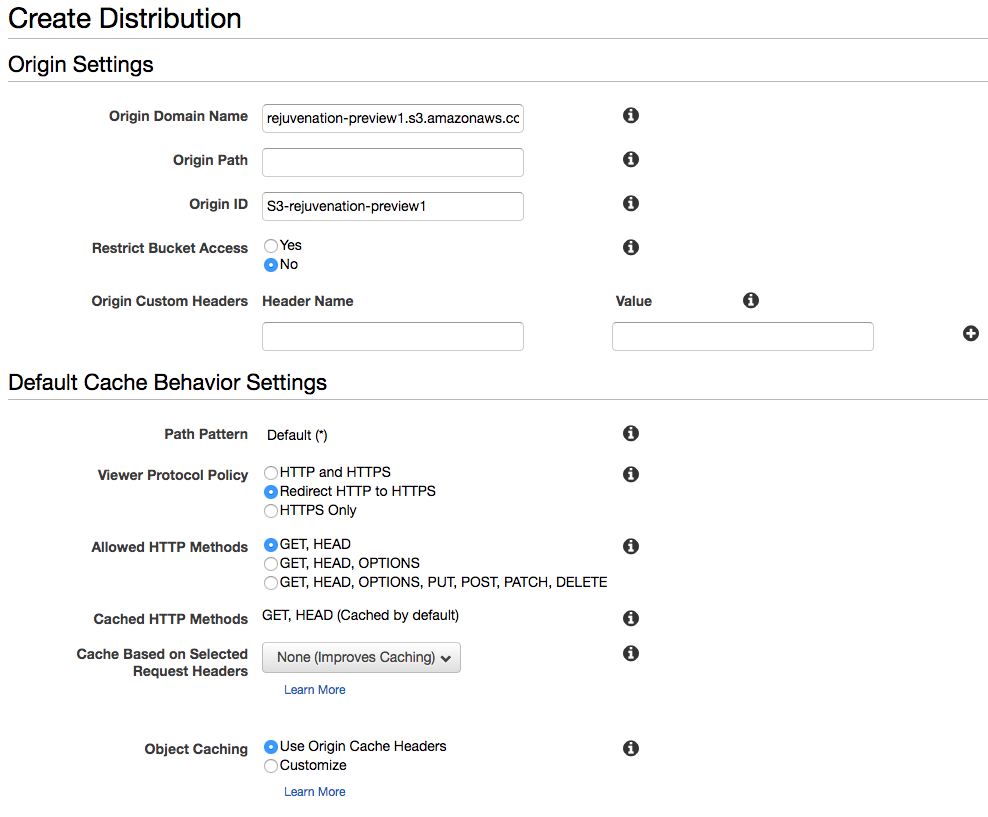 Create Distribution
Origin Settings
Origin Domain Name rejuvenation-preview1.s3.amazonaws.cc
Origin Path
Origin ID S3-rejuvenation-preview1
Restrict Bucket Access Yes
No
Origin Custom Headers Header Name Value
Default Cache Behavior Settings
Path Pattern Default (*)
Viewer Protocol Policy HTTP and HTTPS
Redirect HTTP to HTTPS
HTTPS Only
Allowed HTTP Methods GET, HEAD
GET, HEAD, OPTIONS
GET, HEAD, OPTIONS, PUT, POST, PATCH, DELETE
Cached HTTP Methods GET, HEAD (Cached by default)
Cache Based on Selected
Request Headers None (Improves Caching)
Learn More
Object Caching Use Origin Cache Headers
Customize
Learn More